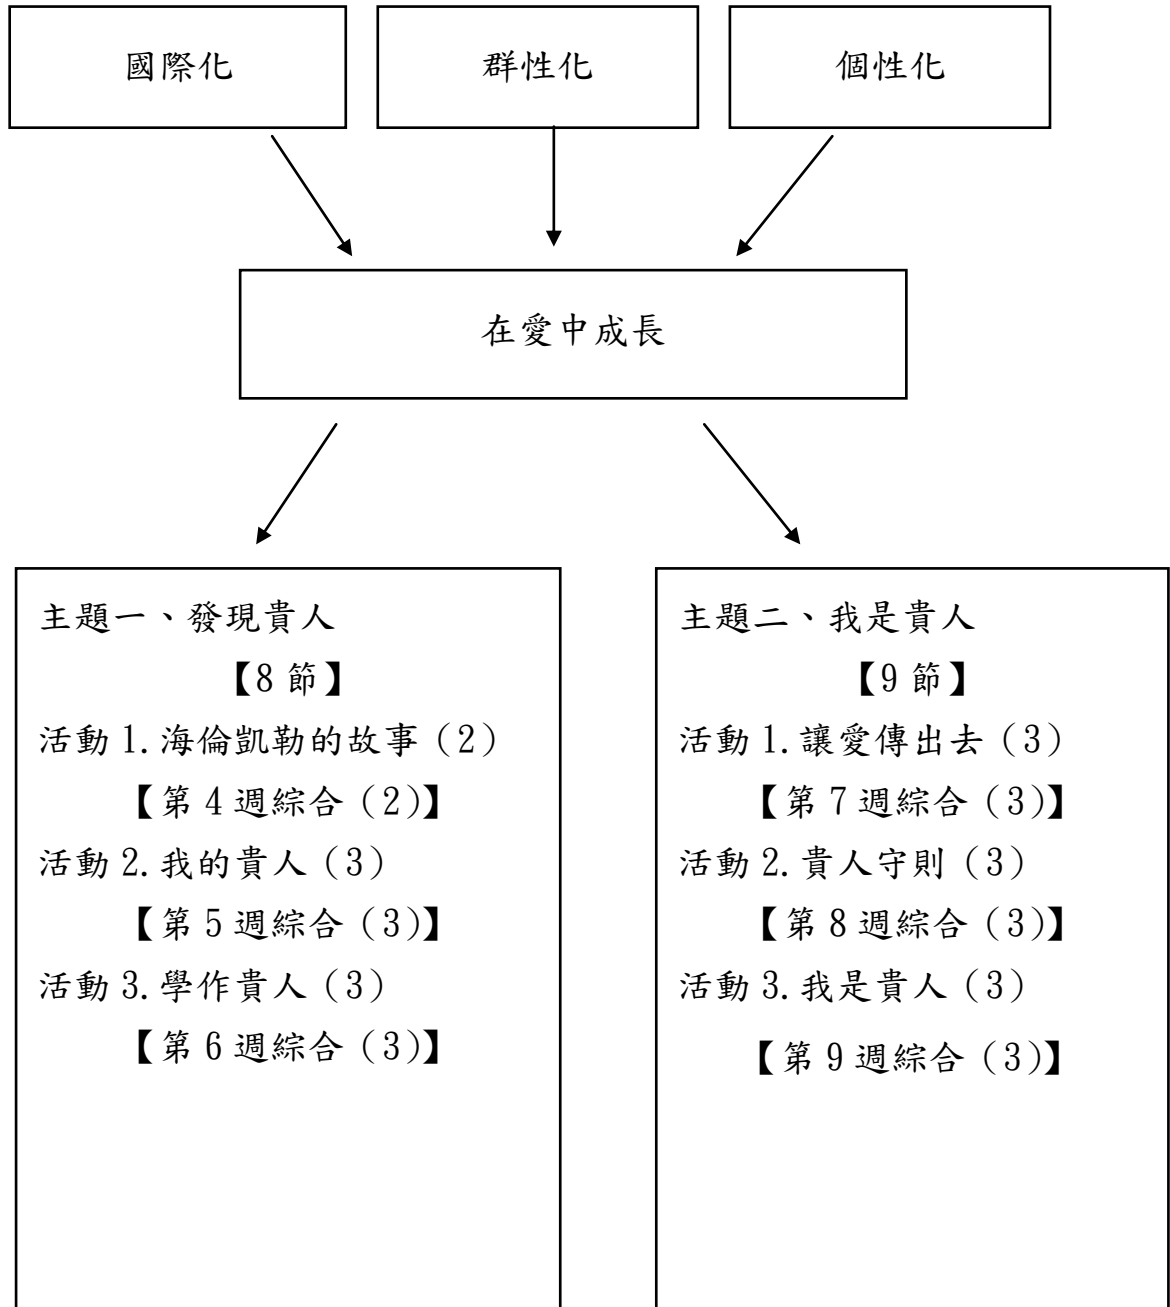 國際化
群性化
個性化
在愛中成長
主題一、發現貴人
【8 節】
活動 1.海倫凱勒的故事（2）
【第 4 週綜合（2)】
活動 2.我的貴人（3）
【第 5 週綜合（3)】
活動 3.學作貴人（3）
【第 6 週綜合（3)】
主題二、我是貴人
【9 節】
活動 1.讓愛傳出去（3）
【第 7 週綜合（3)】
活動 2.貴人守則（3）
【第 8 週綜合（3)】
活動 3.我是貴人（3）
【第 9 週綜合（3)】